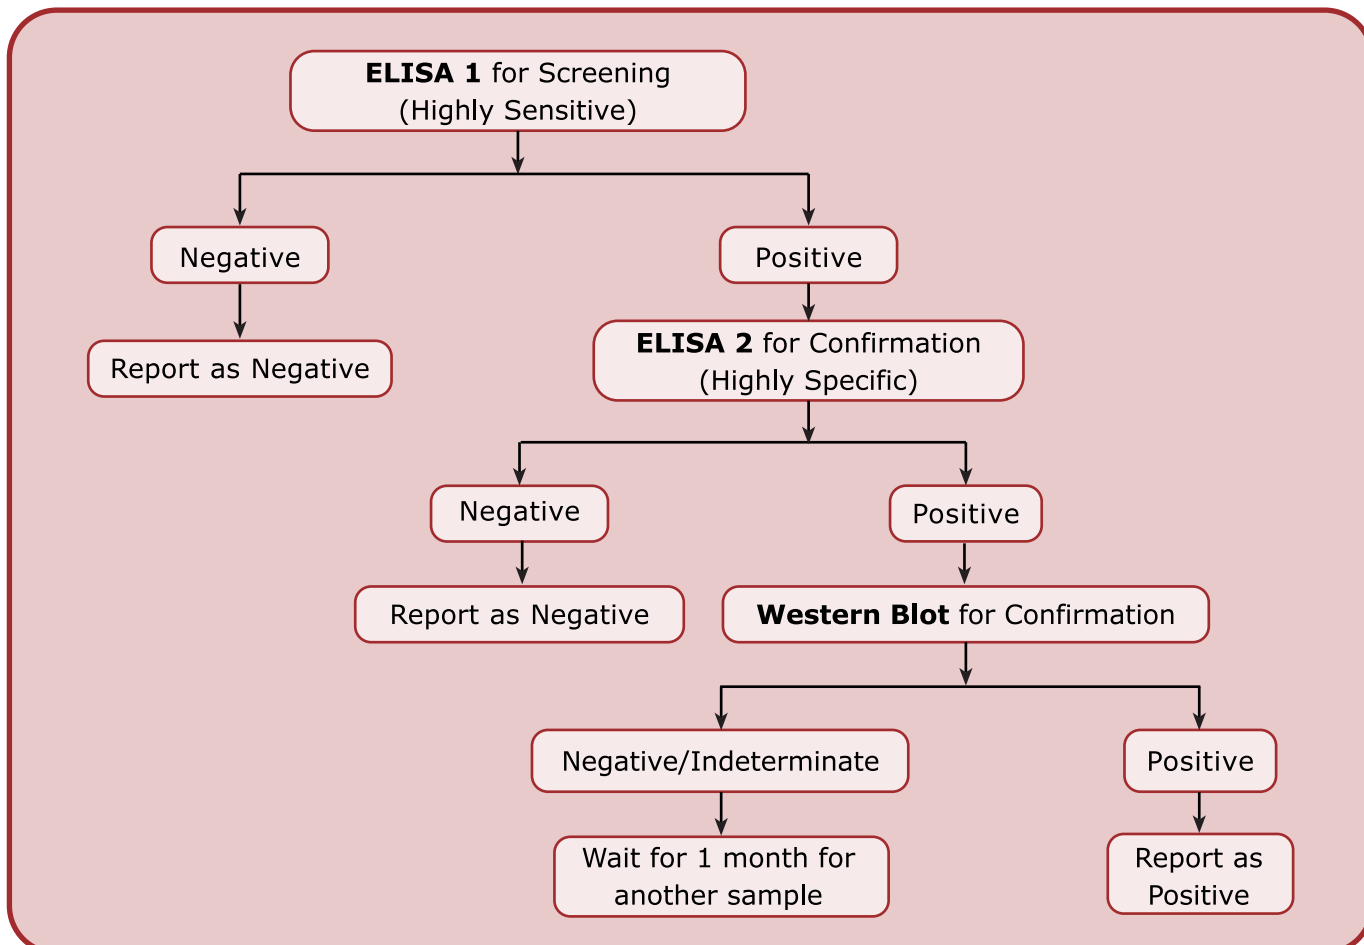 ELISA 1 for Screening
(Highly Sensitive)
Negative
Positive
Report as Negative
ELISA 2 for Confirmation
(Highly Specific)
Negative
Positive
Report as Negative
Western Blot for Confirmation
Negative/Indeterminate
Positive
Wait for 1 month for
another sample
Report as
Positive